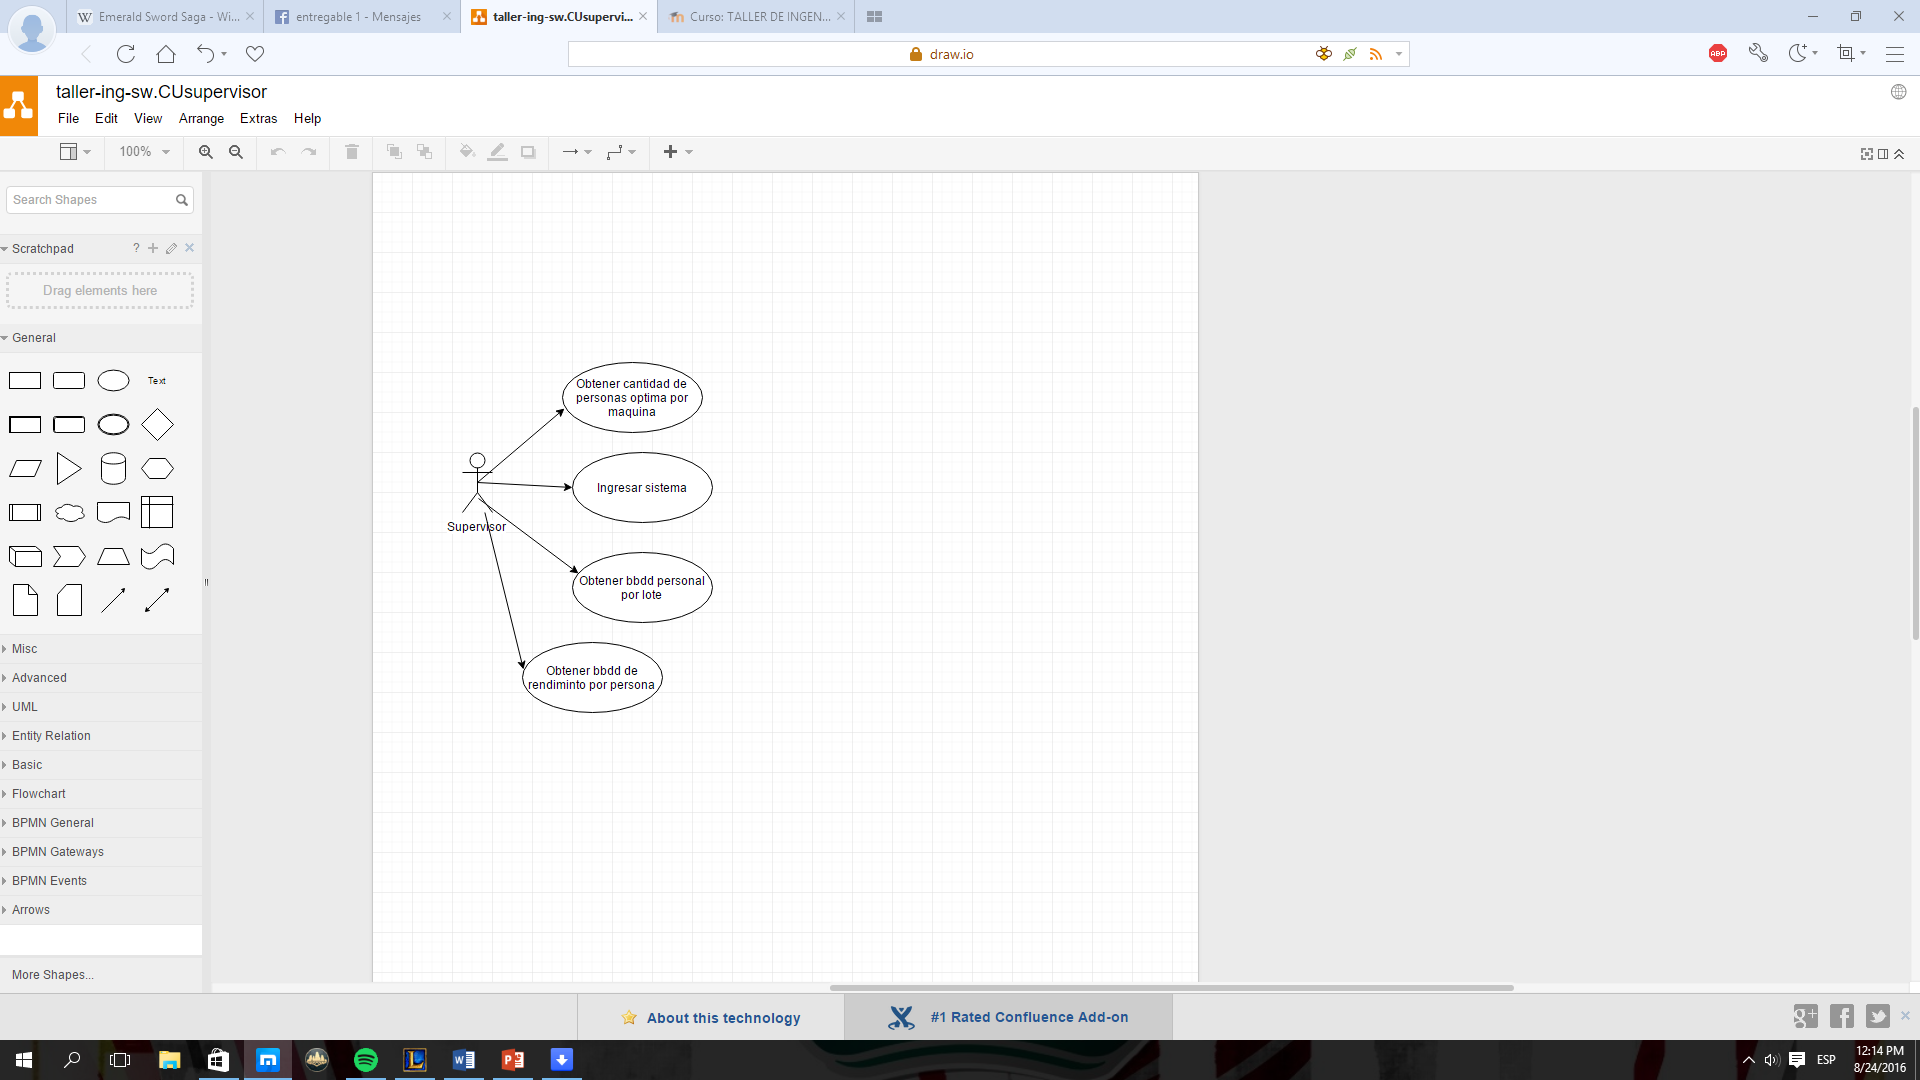 Emerald Sword Saga - Wi...
entregable 1 - Mensajes
taller-ing-sw.CUsupervi...
Curso: TALLER DE INGEN...
draw.io
ABP
taller-ing-sw.CUsupervisor
File Edit View Arrange Extras Help
100%
Search Shapes
Scratchpad
?
Drag elements here
General
Text
Obtener cantidad de
personas optima por
maquina
Ingresar sistema
Supervisor
Obtener bbdd personal
por lote
Obtener bbdd de
rendiminto por persona
Misc
Advanced
UML
Entity Relation
Basic
Flowchart
BPMN General
BPMN Gateways
BPMN Events
Arrows
More Shapes...
About this technology
#1 Rated Confluence Add-on
ESP
12:14 PM
8/24/2016